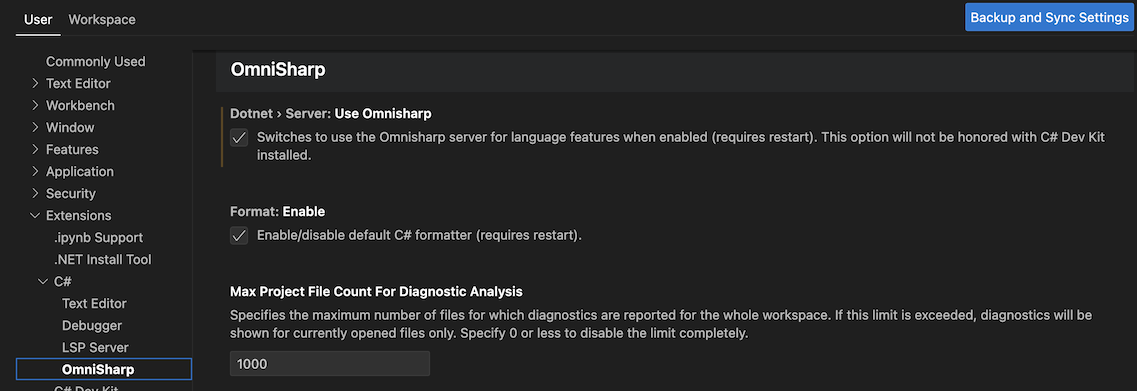 User Workspace
Backup and Sync Settings
Commonly Used
Text Editor
Workbench
Window
Features
Application
Security
Extensions
.ipynb Support
.NET Install Tool
C#
Text Editor
Debugger
LSP Server
OmniSharp
C# Dev Kit
OmniSharp
Dotnet › Server: Use Omnisharp
Switches to use the Omnisharp server for language features when enabled (requires restart). This option will not be honored with C# Dev Kit
installed.
Format: Enable
Enable/disable default C# formatter (requires restart).
Max Project File Count For Diagnostic Analysis
Specifies the maximum number of files for which diagnostics are reported for the whole workspace. If this limit is exceeded, diagnostics will be
shown for currently opened files only. Specify 0 or less to disable the limit completely.
1000